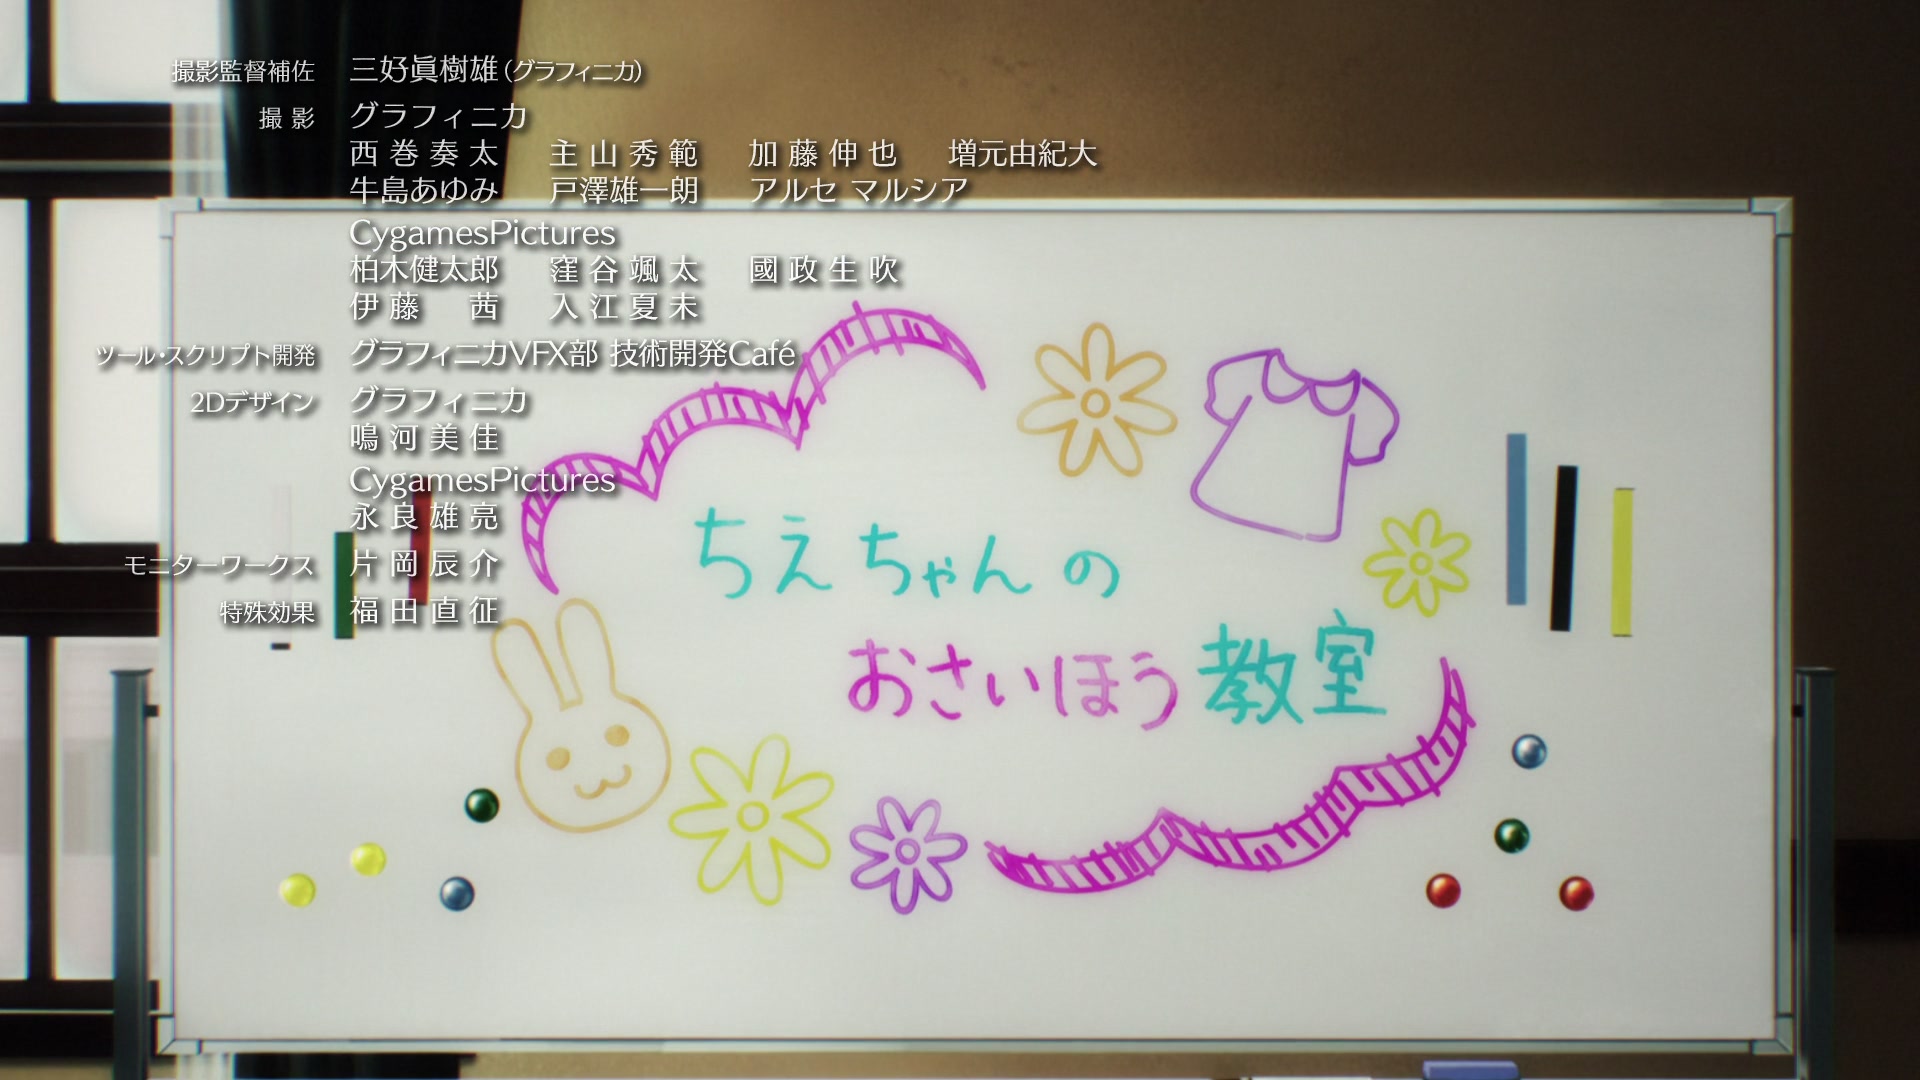 撮影監督補佐 三好眞樹雄(グラフィニカ)
撮影 グラフィニカ
西巻奏太 主山秀範 加藤伸也 増元由紀大
牛島あゆみ 戸澤雄一朗 アルセ マルシア
CygamesPictures
柏木健太郎 窪谷颯太 國政生吹
伊藤茜 入江夏未
ツール・スクリプト開発 グラフィニカVFX部 技術開発Café
2Dデザイン グラフィニカ
鳴河美佳
CygamesPictures
永良雄亮
モニターワークス 片岡辰介
特殊効果 福田直征
ちえちゃんの
おさいほう教室